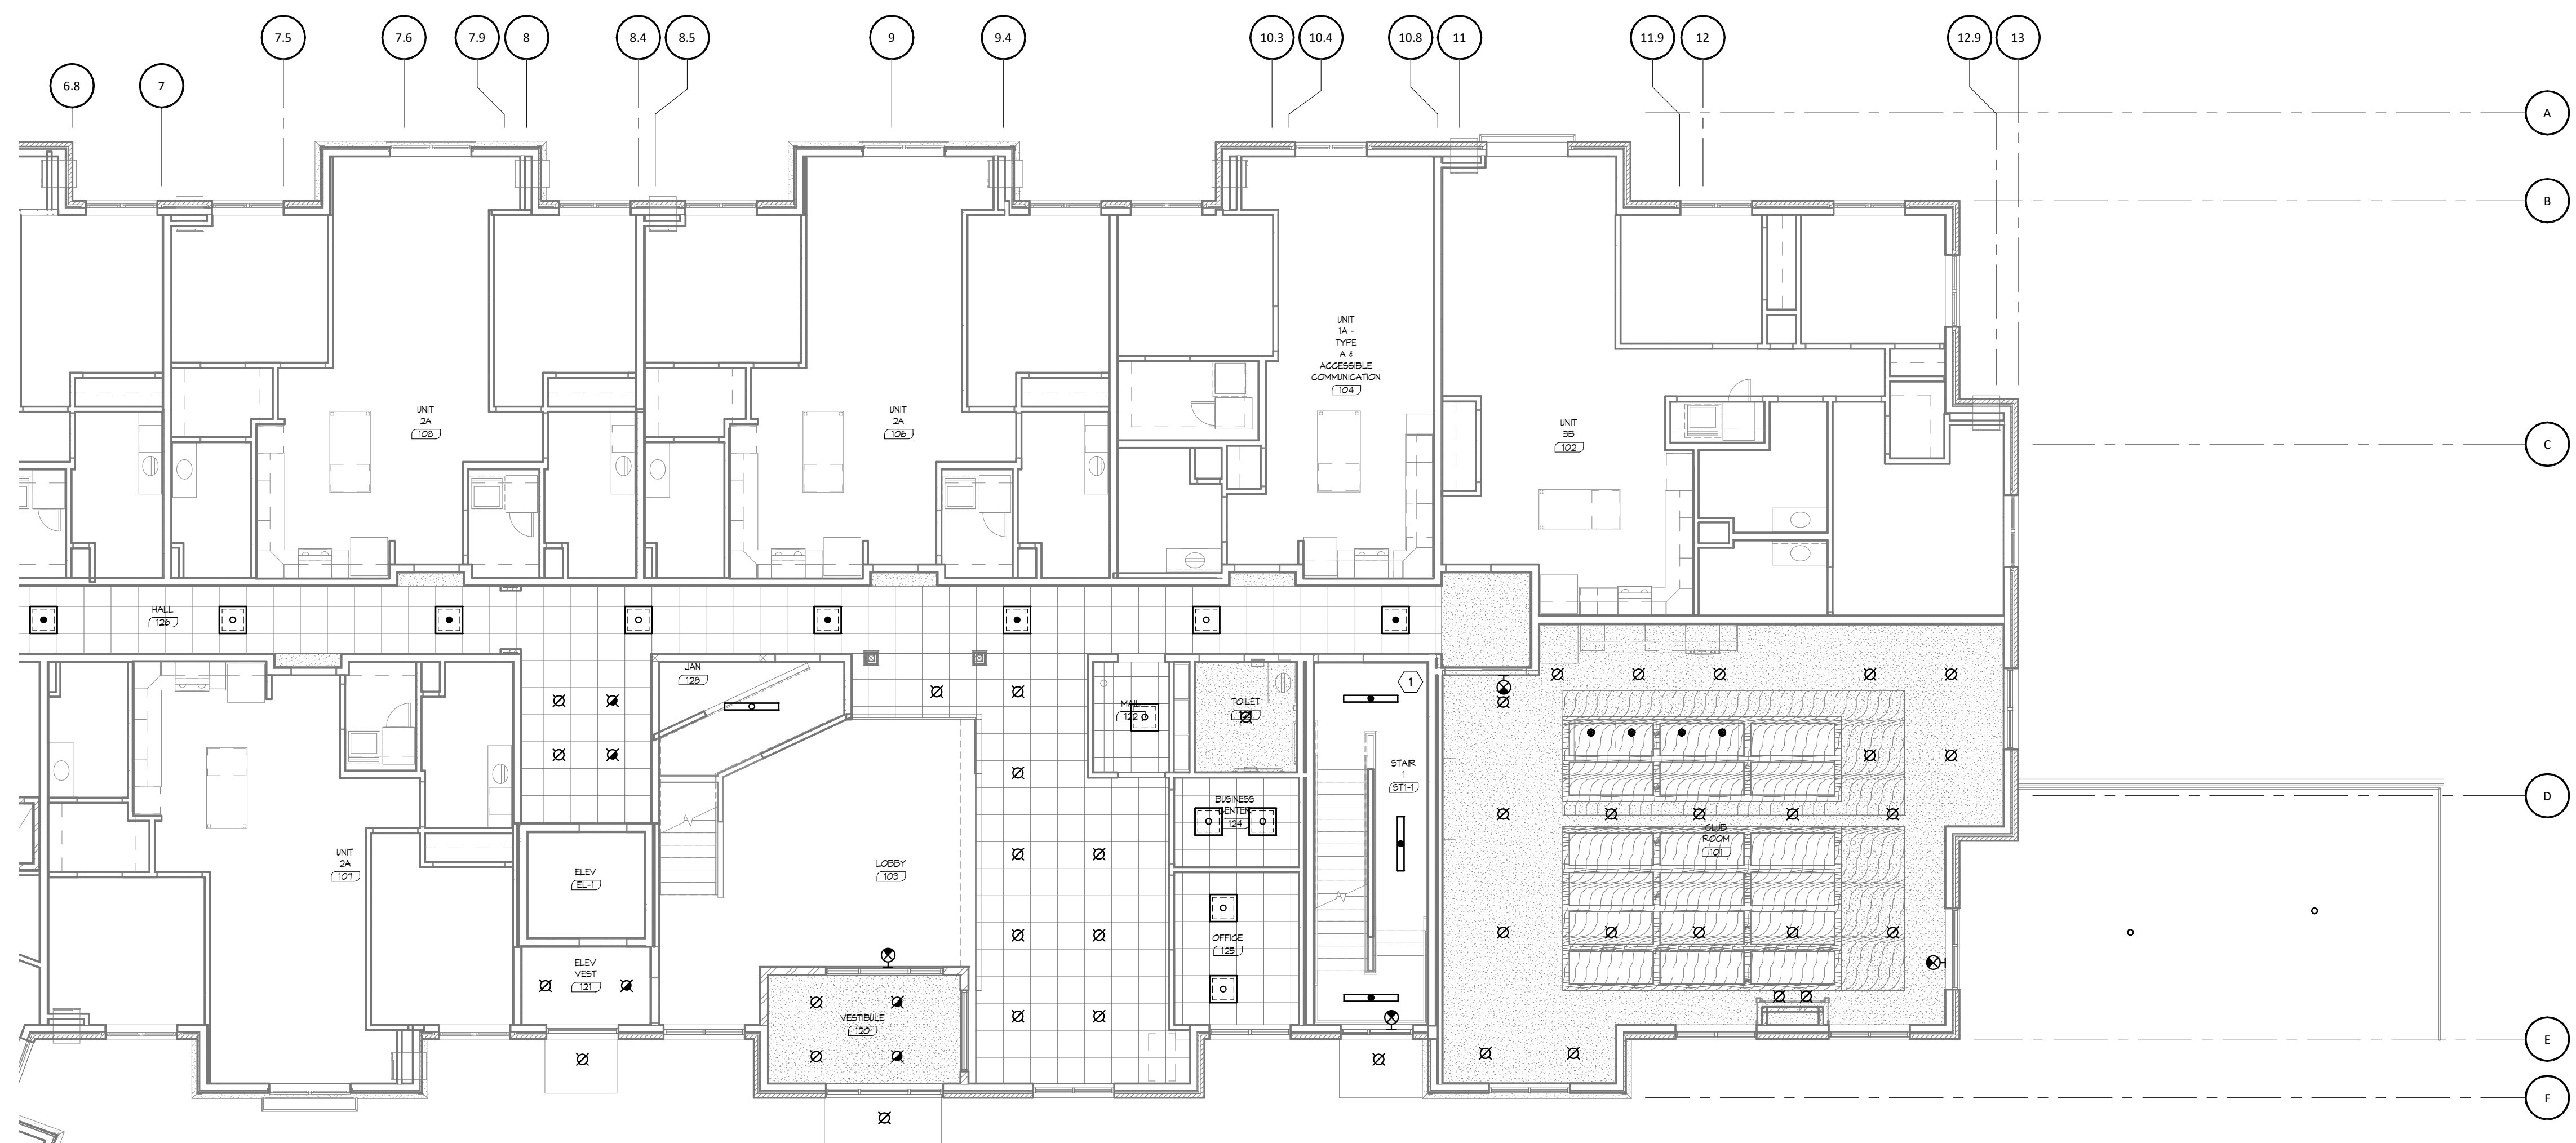 7.5
7.6
7.9
8
8.4
8.5
9
9.4
10.3
10.4
10.8
11
11.9
12
12.9
13
6.8
7
A
B
UNIT
1A -
TYPE
A &
ACCESSIBLE
COMMUNICATION
104
UNIT
2A
108
UNIT
2A
106
UNIT
3B
102
C
HALL
126
JAN
128
MAIL
122
TOILET
1
STAIR
1
ST1-1
BUSINESS
CENTER
124
CLUB
ROOM
101
D
UNIT
2A
107
ELEV
EL-1
LOBBY
103
OFFICE
125
ELEV
VEST
121
VESTIBULE
120
E
F